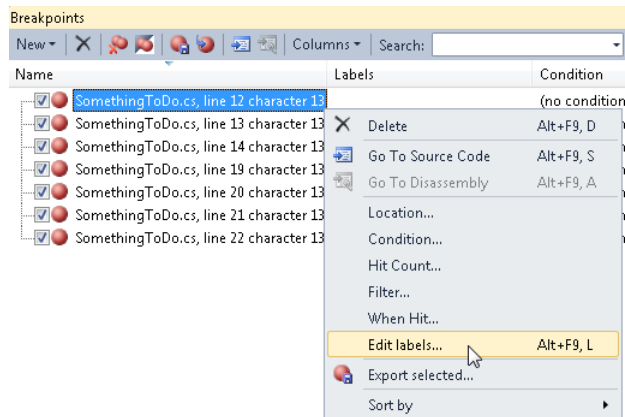 Breakpoints
New Columns Search:
Name Labels Condition
SomethingToDo.cs, line 12 character 13 (no condition
SomethingToDo.cs, line 13 character 13
SomethingToDo.cs, line 14 character 13
SomethingToDo.cs, line 19 character 13
SomethingToDo.cs, line 20 character 13
SomethingToDo.cs, line 21 character 13
SomethingToDo.cs, line 22 character 13
Delete Alt+F9, D
Go To Source Code Alt+F9, S
Go To Disassembly Alt+F9, A
Location...
Condition...
Hit Count...
Filter...
When Hit...
Edit labels... Alt+F9, L
Export selected...
Sort by